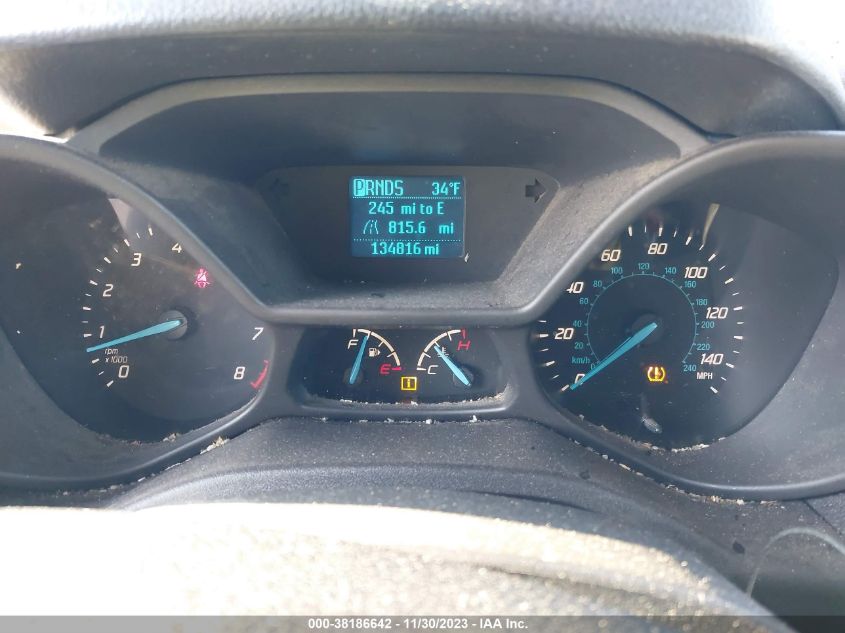 PRNDS 34°F
245 mi to E
815.6 mi
134816 mi
0 1 2 3 4 7 8
rpm
x1000
F E
C H
i
0 20 40 60 80 100 120 140
MPH
km/h
0 20 40 60 80 100 120 140 160 180 200 220 240
000-38186642 - 11/30/2023 - IAA Inc.